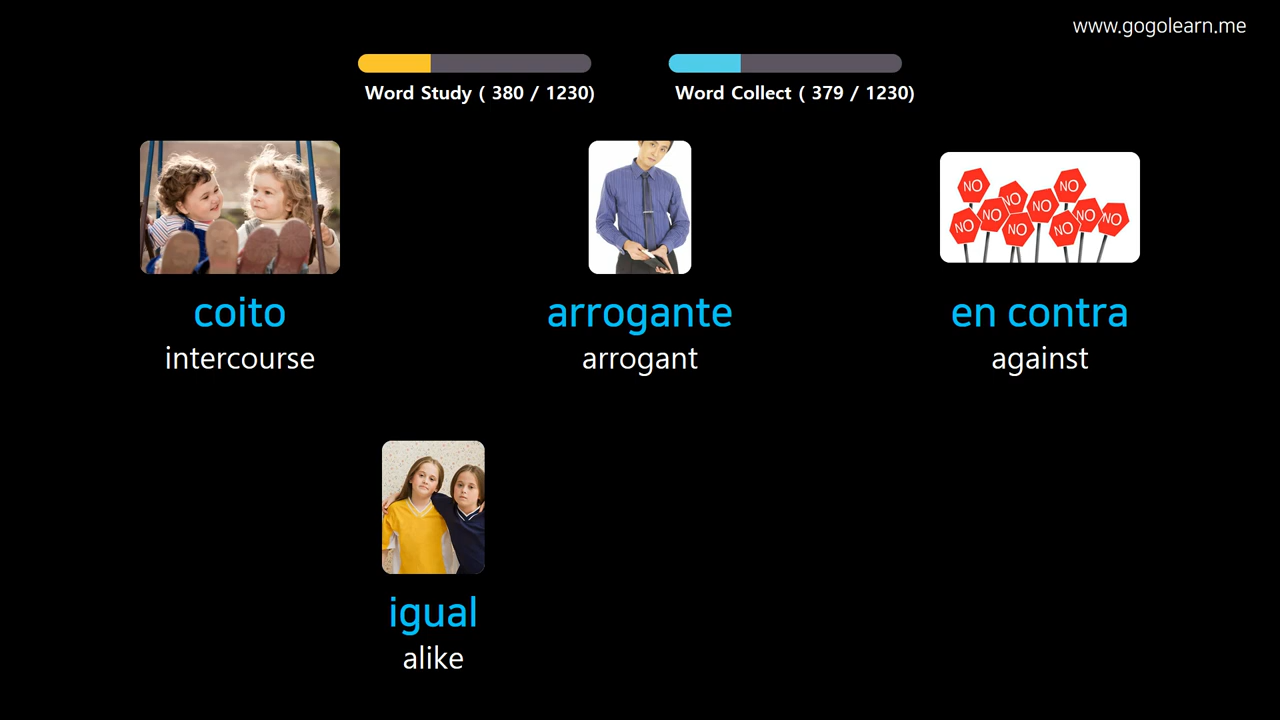 www.gogolearn.me
Word Study ( 380 / 1230)
Word Collect ( 379 / 1230)
NO NO NO NO NO NO NO NO NO NO
coito
intercourse
arrogante
arrogant
en contra
against
igual
alike